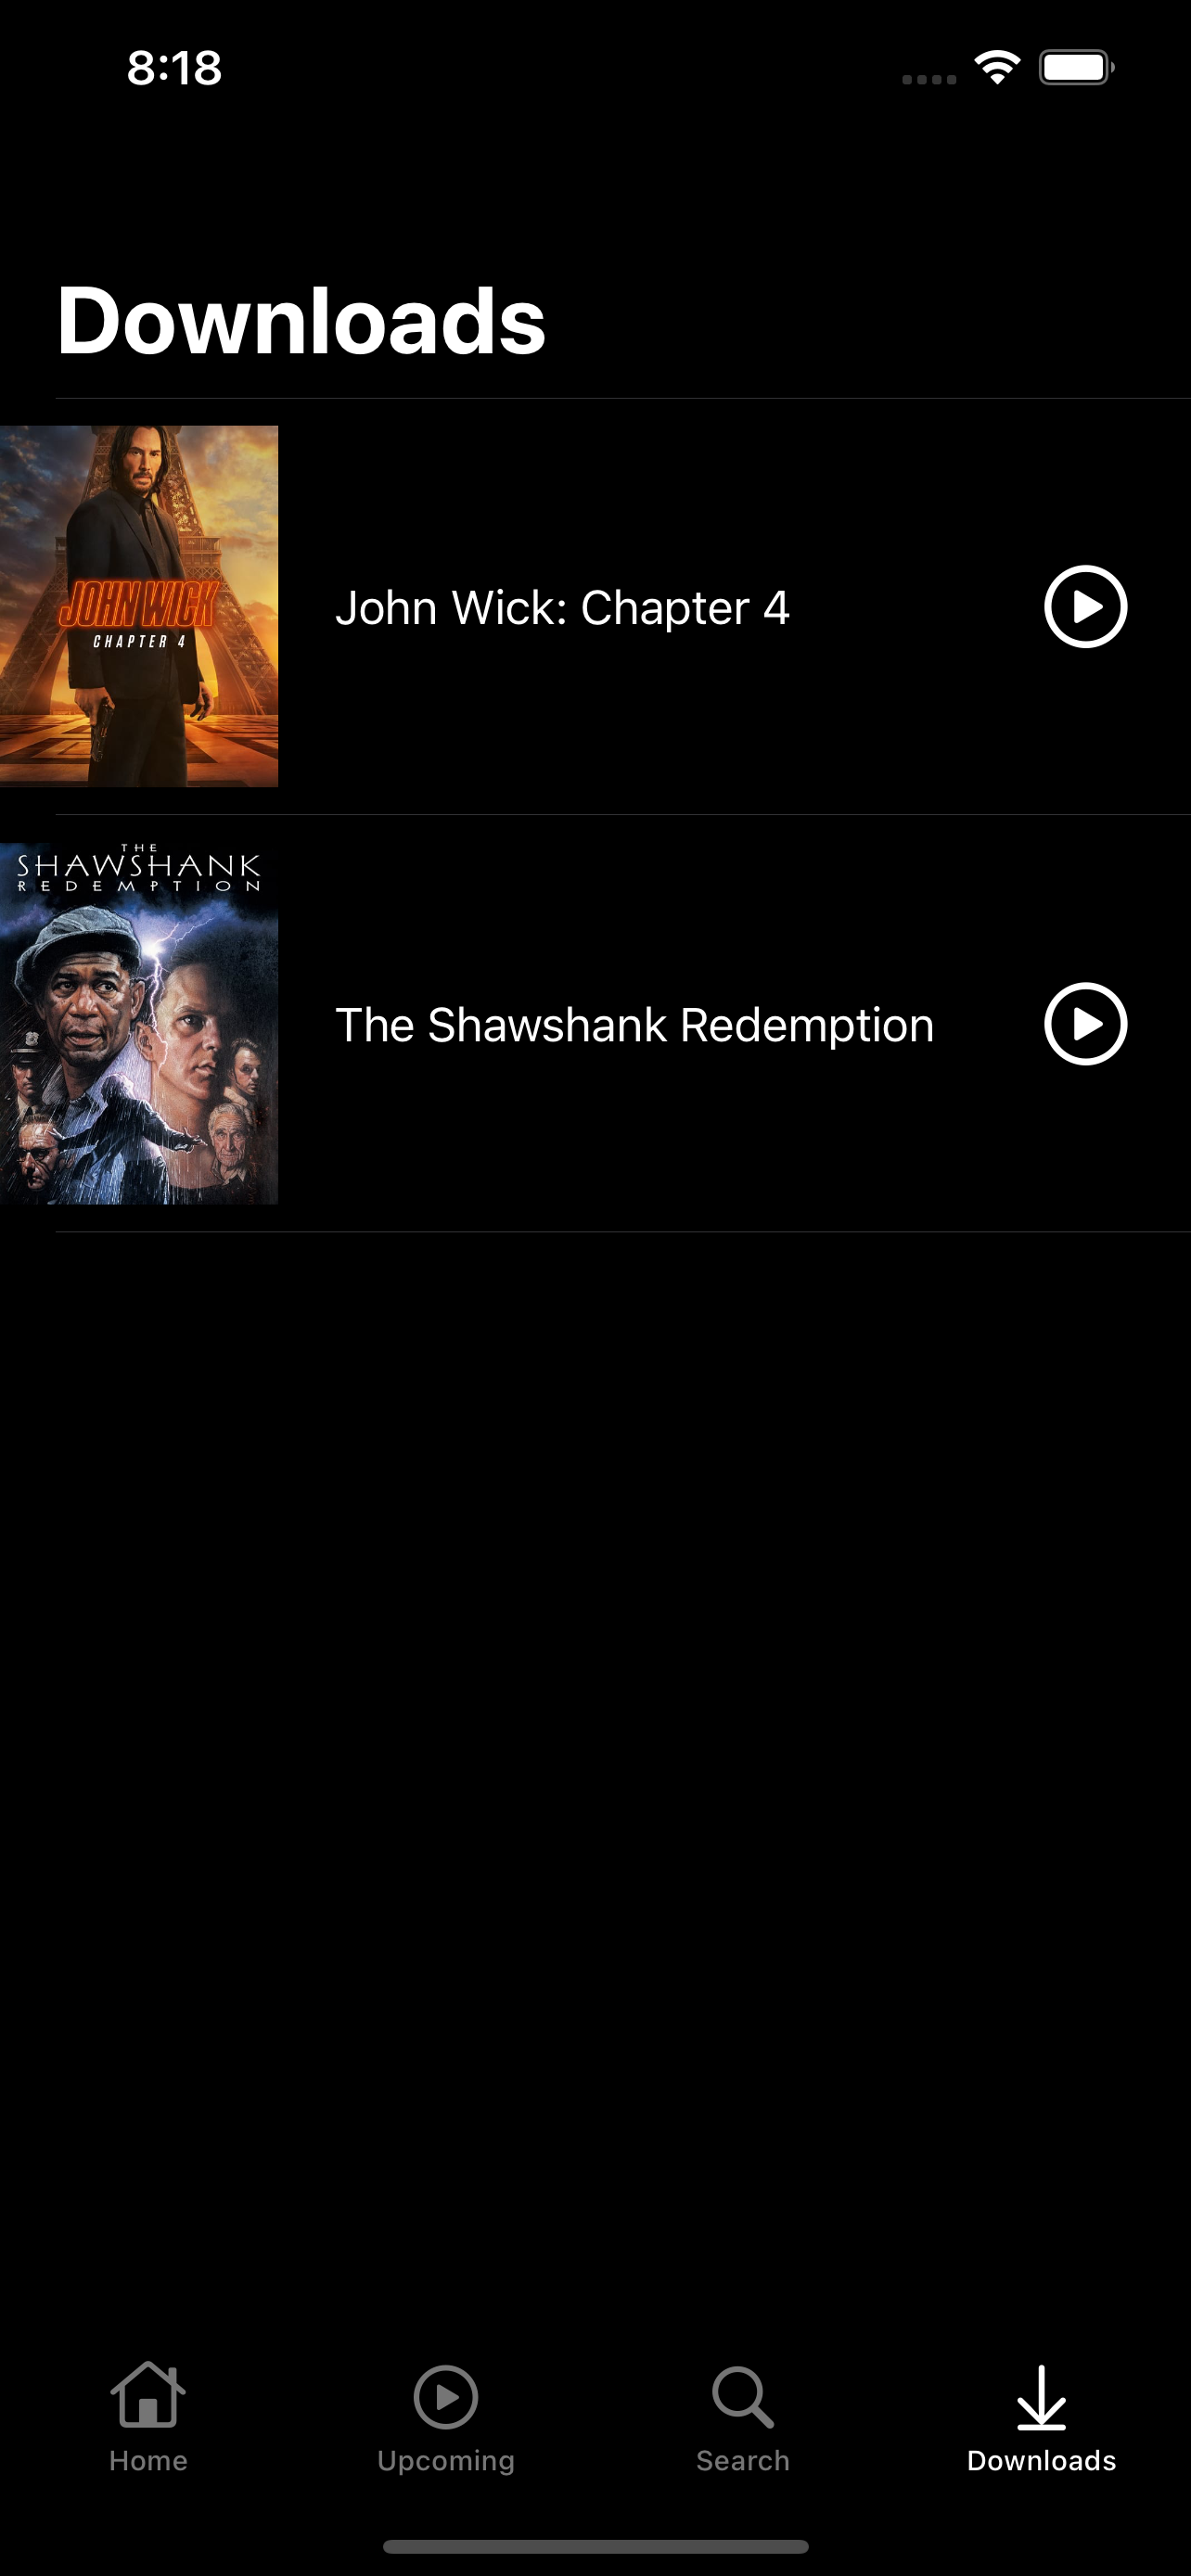 8:18
Downloads
JOHN WICK
CHAPTER 4
John Wick: Chapter 4
THE
SHAWSHANK
REDEMPTION
The Shawshank Redemption
Home
Upcoming
Search
Downloads